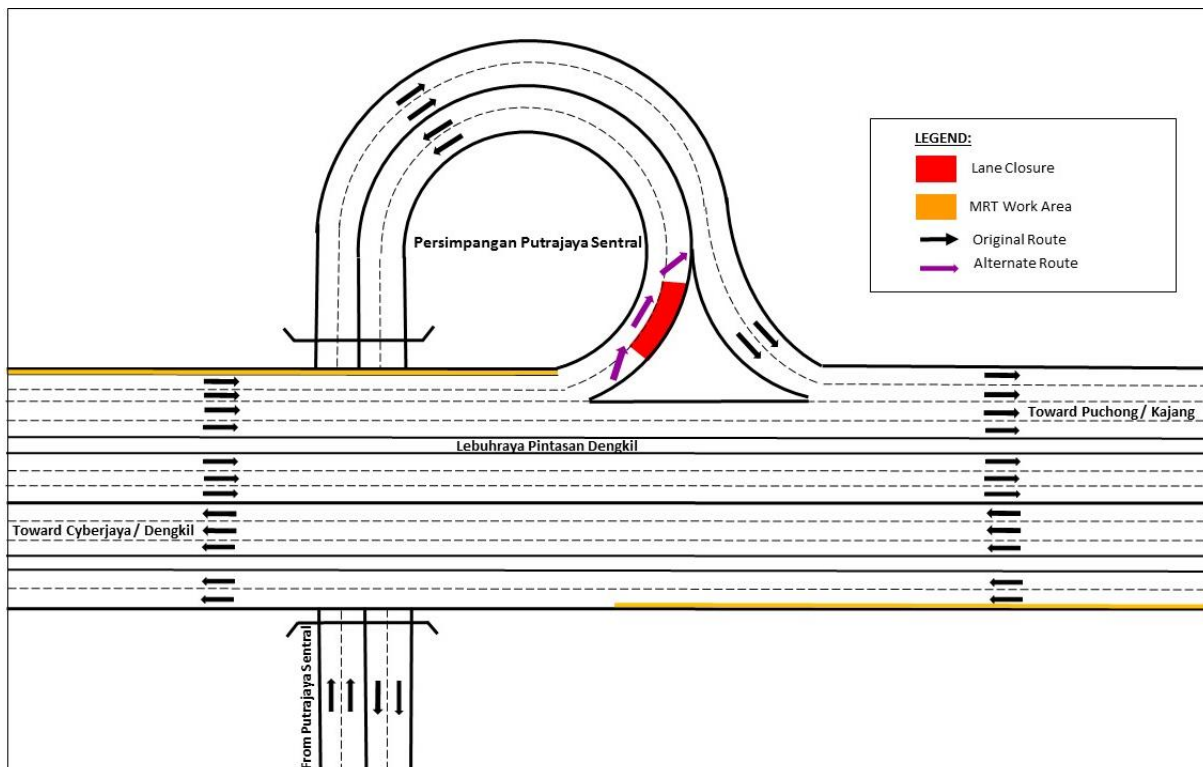 LEGEND:
Lane Closure
MRT Work Area
Original Route
Alternate Route
Persimpangan Putrajaya Sentral
Toward Puchong/ Kajang
Lebuhraya Pintasan Dengkil
Toward Cyberjaya / Dengkil
From Putrajaya Sentral